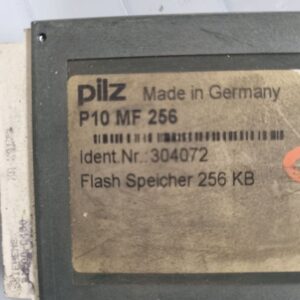 pilz Made in Germany
P10 MF 256
Ident.Nr.: 304072
Flash Speicher 256 KB